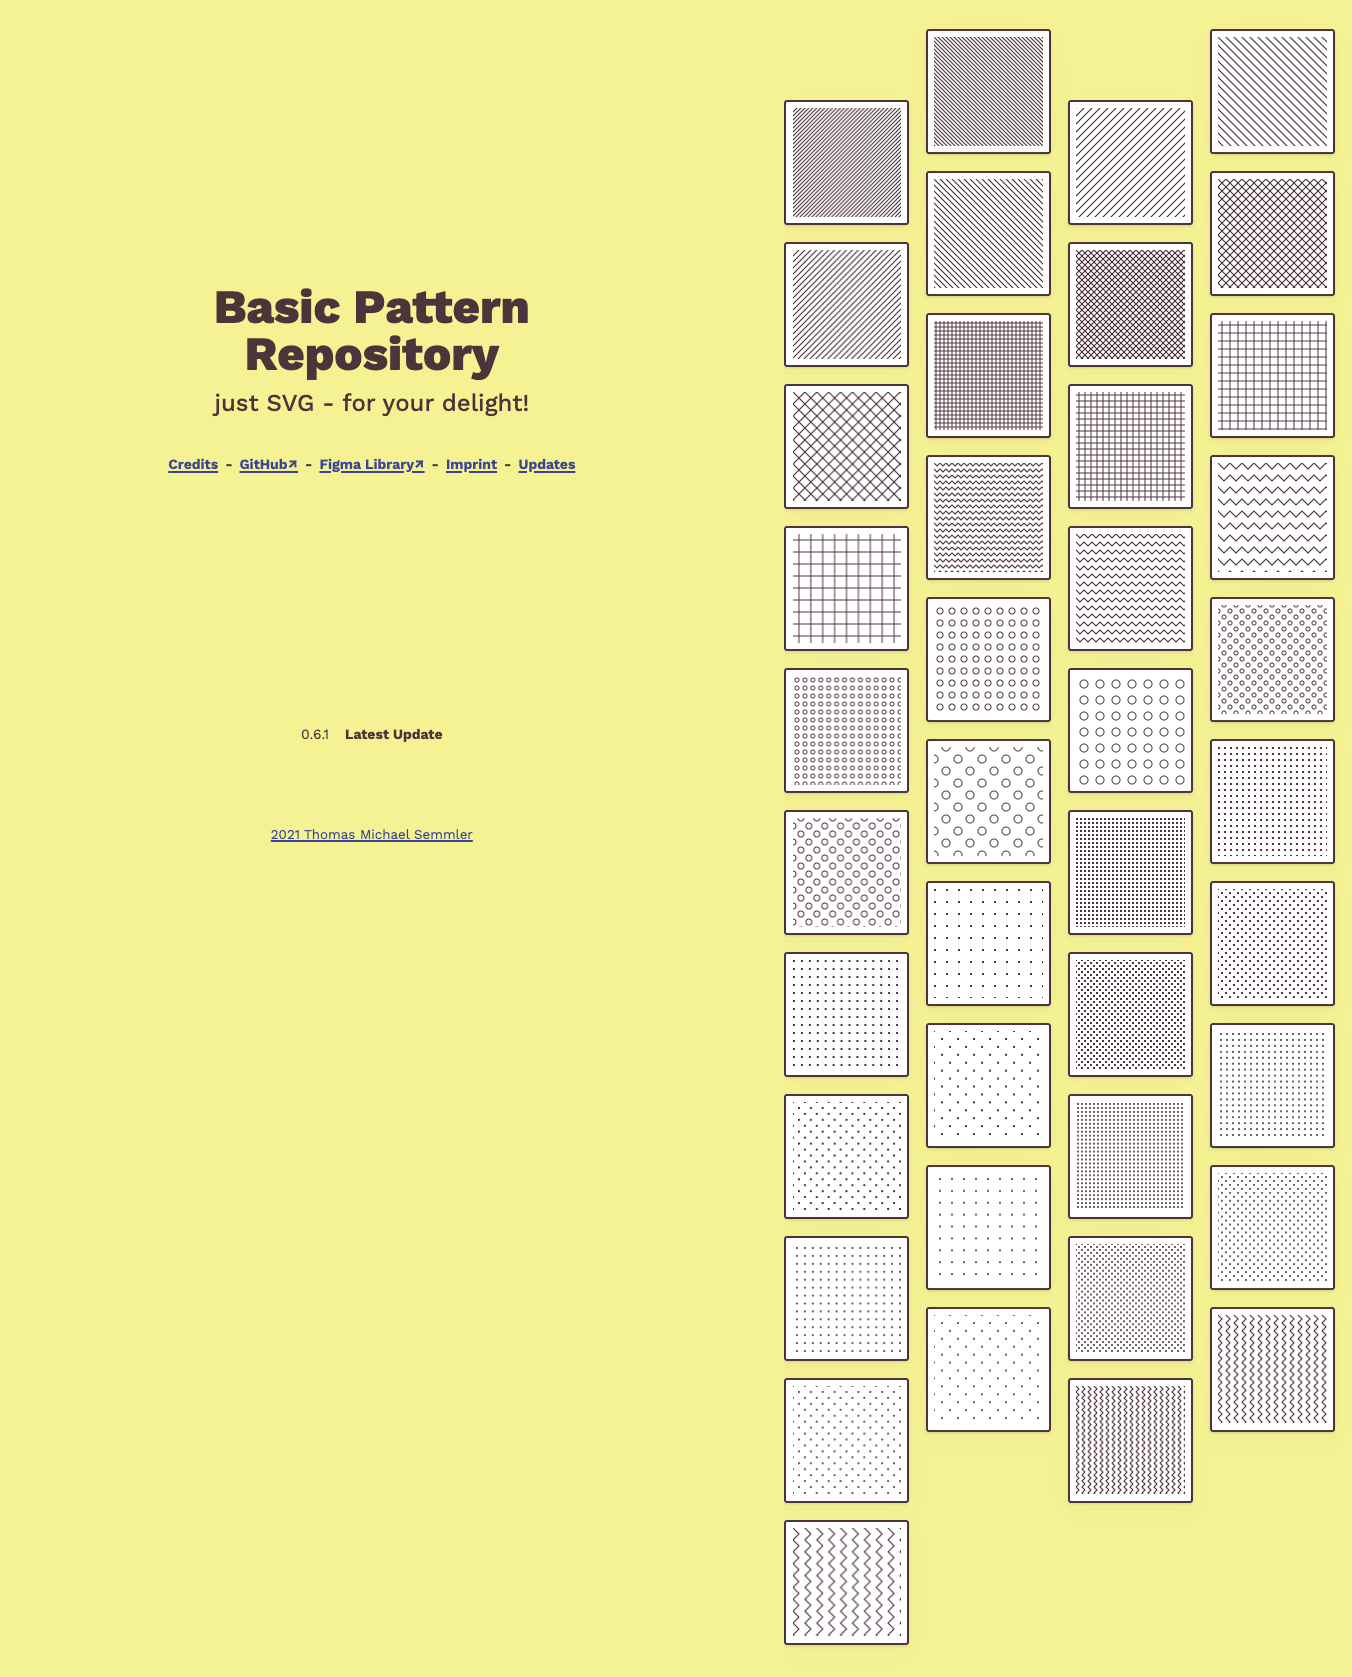 Basic Pattern
Repository
just SVG - for your delight!
Credits - GitHub↗ - Figma Library↗ - Imprint - Updates
0.6.1 Latest Update
2021 Thomas Michael Semmler